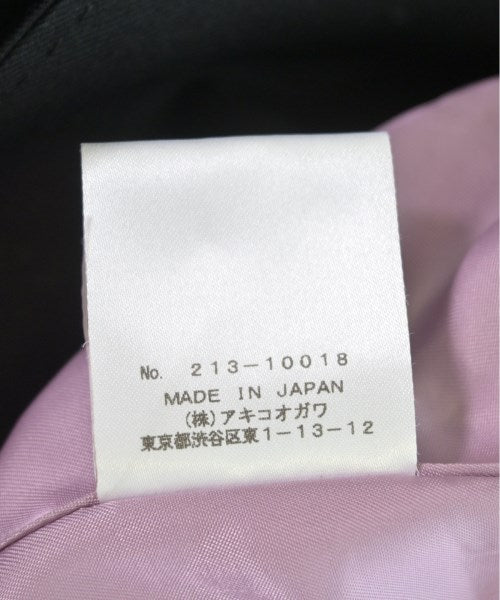 No. 213-10018
MADE IN JAPAN
(株)アキコオガワ
東京都渋谷区東1-13-12